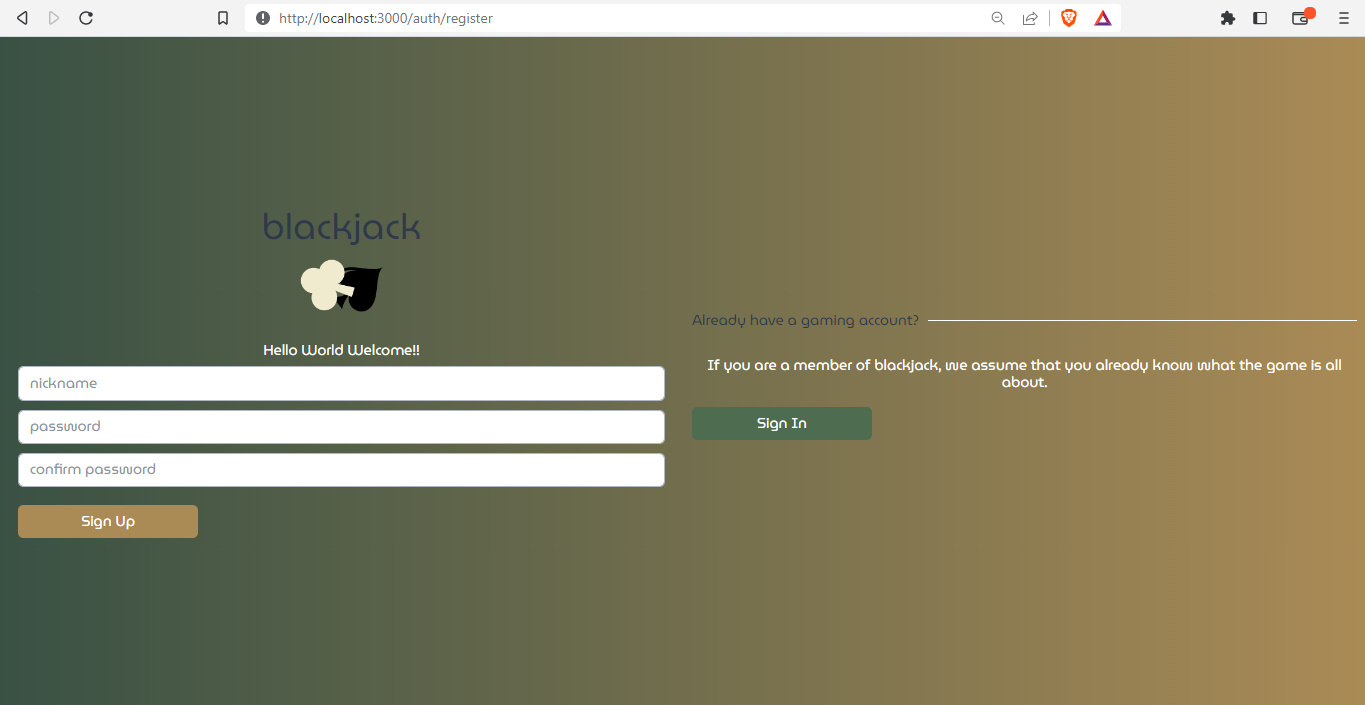 http://localhost:3000/auth/register
blackjack
Hello World Welcome!!
nickname
password
confirm password
Sign Up
Already have a gaming account?
If you are a member of blackjack, we assume that you already know what the game is all
about.
Sign In